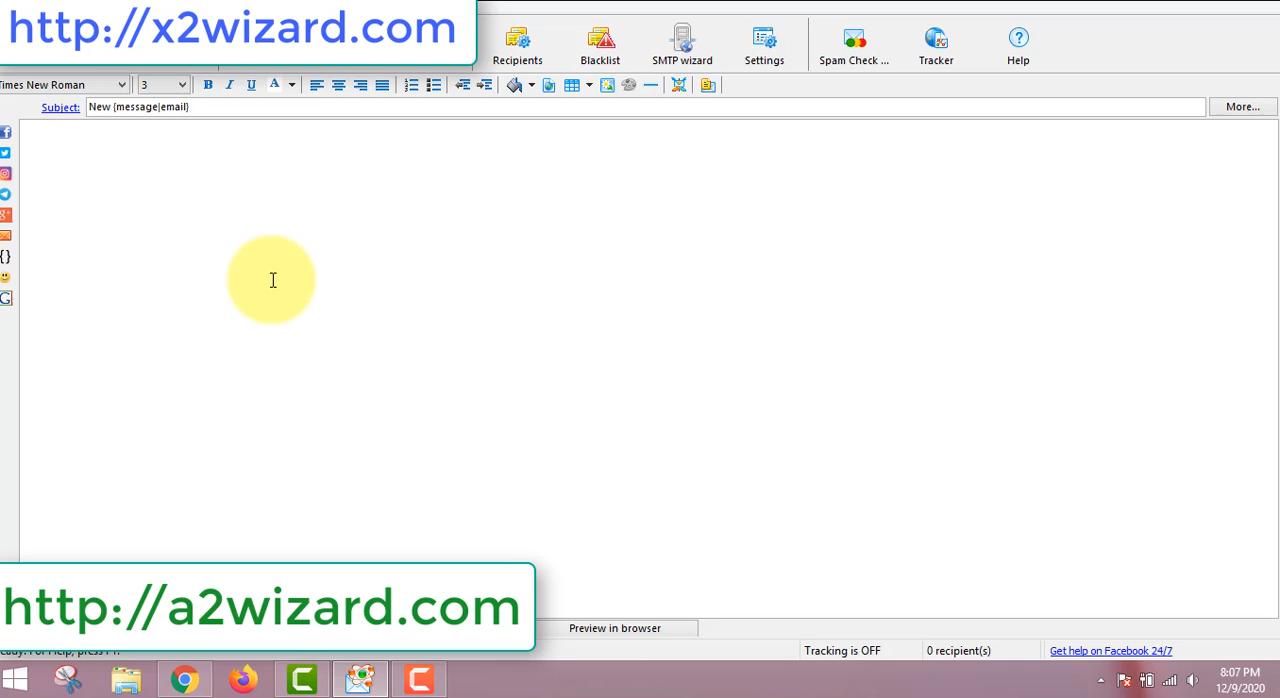 http://x2wizard.com
Recipients
Blacklist
SMTP wizard
Settings
Spam Check ...
Tracker
Help
Times New Roman 3 B I U A
Subject: New {message|email} More...
http://a2wizard.com
Preview in browser
Tracking is OFF 0 recipient(s) Get help on Facebook 24/7
8:07 PM
12/9/2020